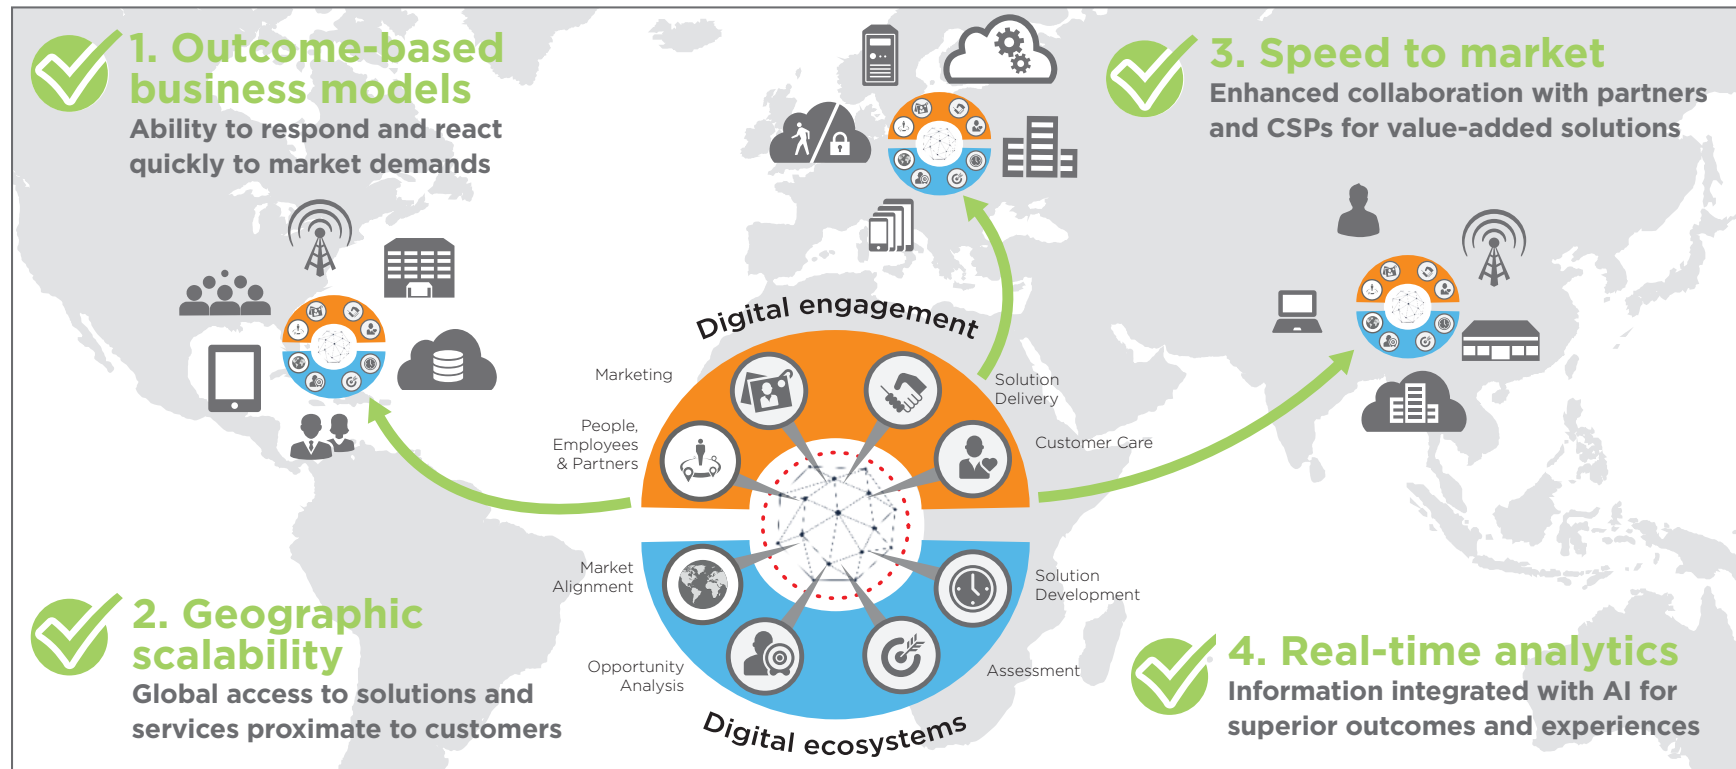 1. Outcome-based
business models
Ability to respond and react
quickly to market demands
3. Speed to market
Enhanced collaboration with partners
and CSPs for value-added solutions
Digital engagement
Marketing
People,
Employees
& Partners
Solution
Delivery
Customer Care
Market
Alignment
Opportunity
Analysis
Solution
Development
Assessment
Digital ecosystems
2. Geographic
scalability
Global access to solutions and
services proximate to customers
4. Real-time analytics
Information integrated with AI for
superior outcomes and experiences